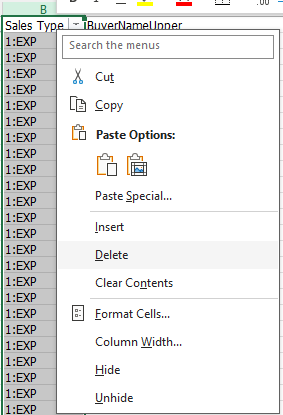 .00
B
Sales Type BuyerNameUpper
1:EXP
Search the menus
1:EXP
1:EXP
Cut
1:EXP
1:EXP
Copy
1:EXP
1:EXP
Paste Options:
1:EXP
1:EXP
1:EXP
1:EXP
Paste Special...
1:EXP
1:EXP
Insert
1:EXP
1:EXP
Delete
1:EXP
1:EXP
Clear Contents
1:EXP
1:EXP
Format Cells...
1:EXP
1:EXP
Column Width...
1:EXP
1:EXP
Hide
1:EXP
1:EXP
Unhide
1:EXP